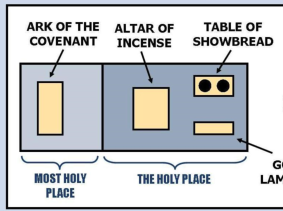 ARK OF THE
COVENANT
ALTAR OF
INCENSE
TABLE OF
SHOWBREAD
MOST HOLY
PLACE
THE HOLY PLACE